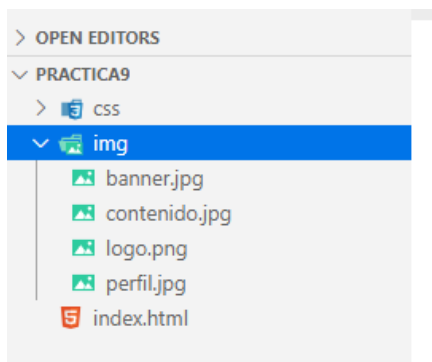 OPEN EDITORS
PRACTICA9
css
img
banner.jpg
contenido.jpg
logo.png
perfil.jpg
index.html